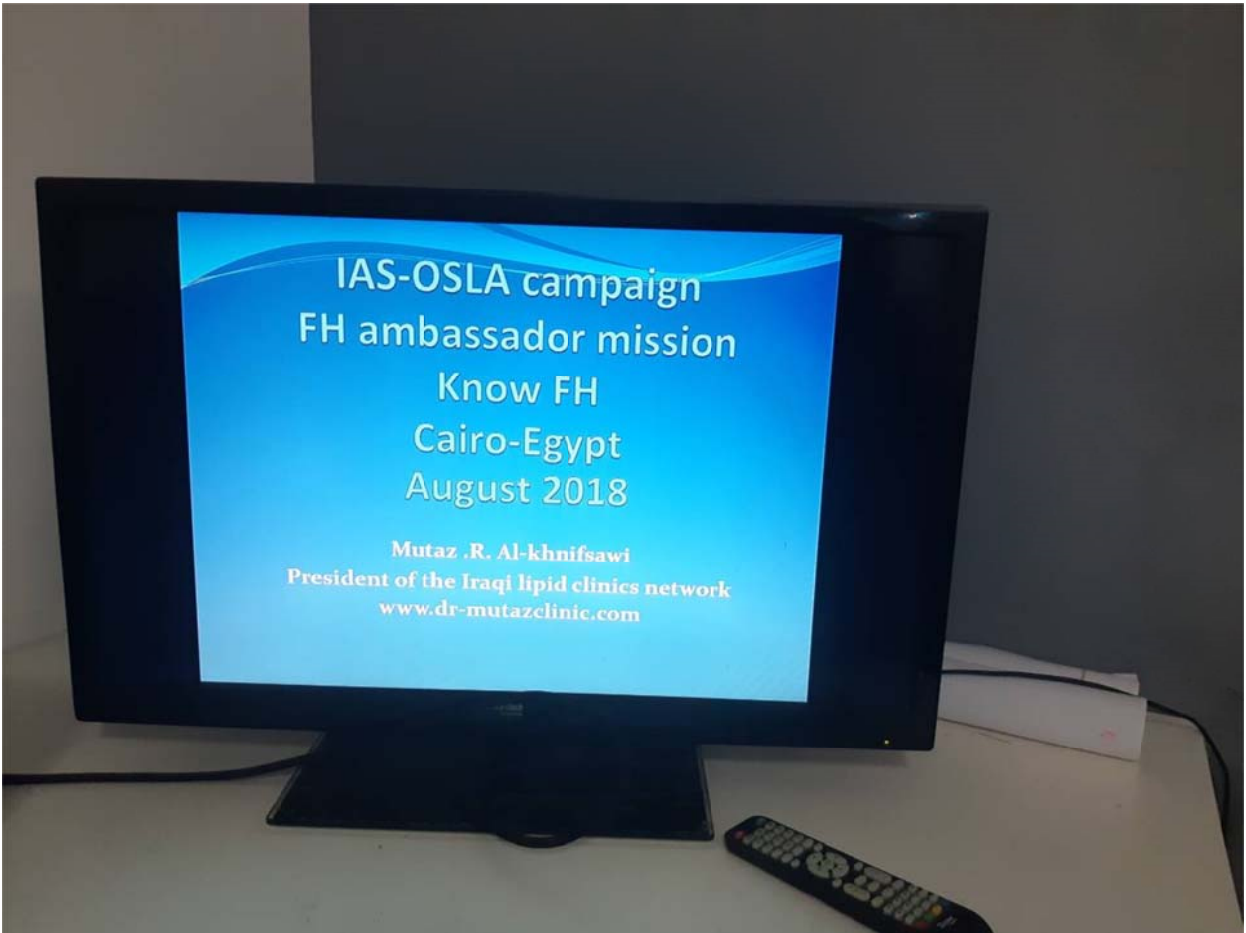 IAS-OSLA campaign
FH ambassador mission
Know FH
Cairo-Egypt
August 2018
Mutaz .R. Al-khnifsawi
President of the Iraqi lipid clinics network
www.dr-mutazclinic.com